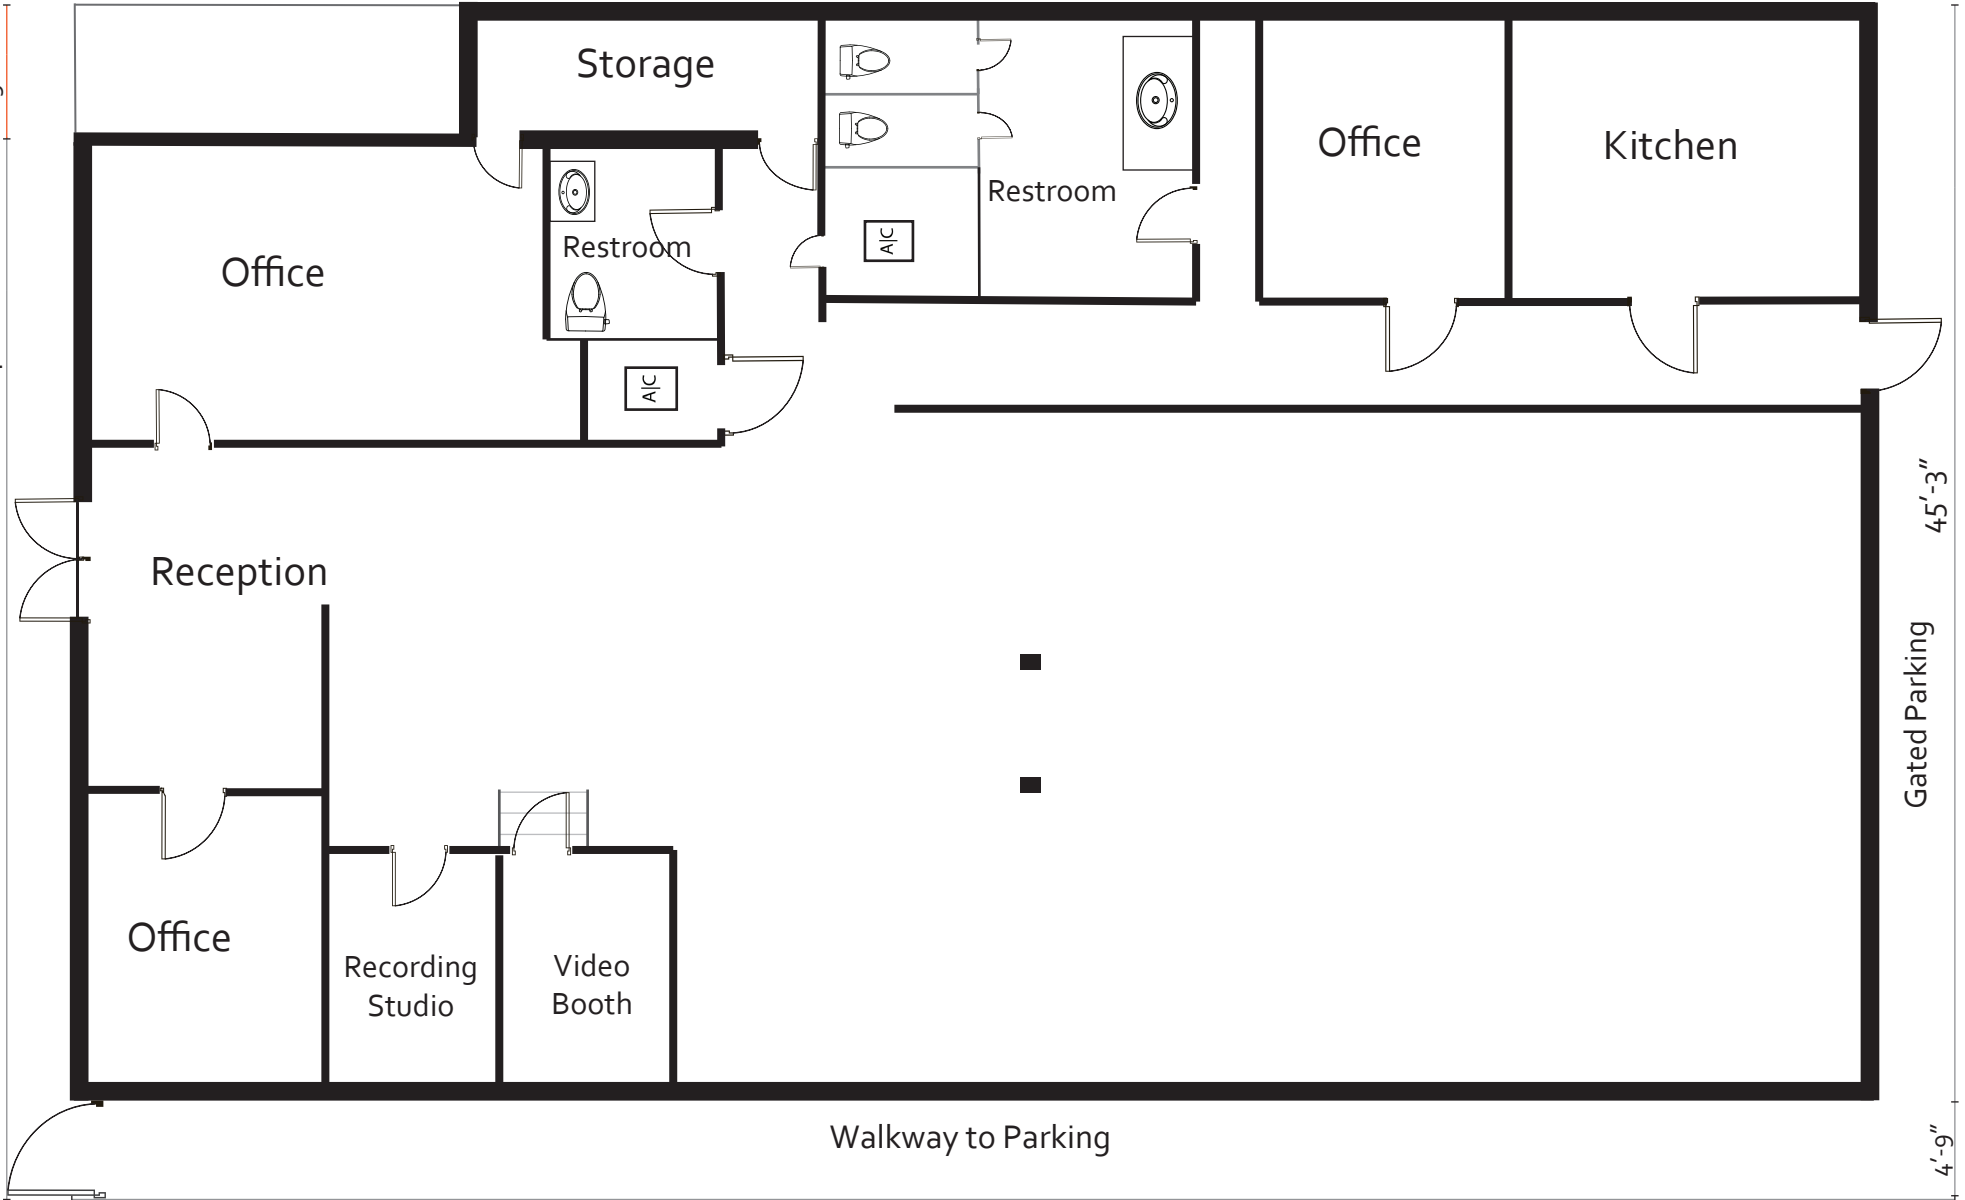 Storage
Office
Kitchen
Restroom
A|C
Restroom
Office
A|C
45'-3"
Reception
Gated Parking
Office
Recording
Studio
Video
Booth
Walkway to Parking
4'-9"